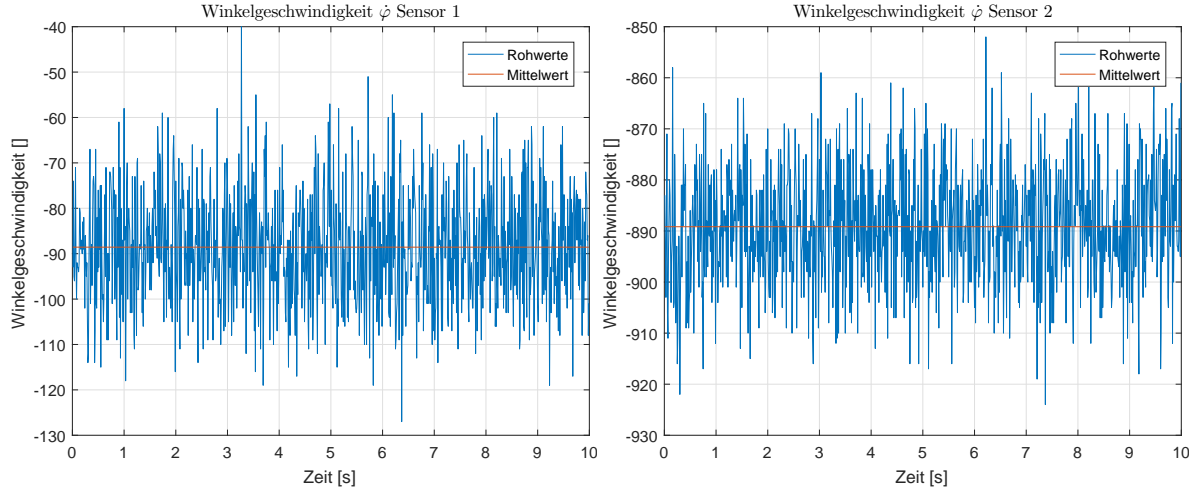 Winkelgeschwindigkeit φ̇ Sensor 1
-40
-50
-60
-70
-80
-90
-100
-110
-120
-130
Winkelgeschwindigkeit []
Rohwerte
Mittelwert
0 1 2 3 4 5 6 7 8 9 10
Zeit [s]
Winkelgeschwindigkeit φ̇ Sensor 2
-850
-860
-870
-880
-890
-900
-910
-920
-930
Winkelgeschwindigkeit []
Rohwerte
Mittelwert
0 1 2 3 4 5 6 7 8 9 10
Zeit [s]